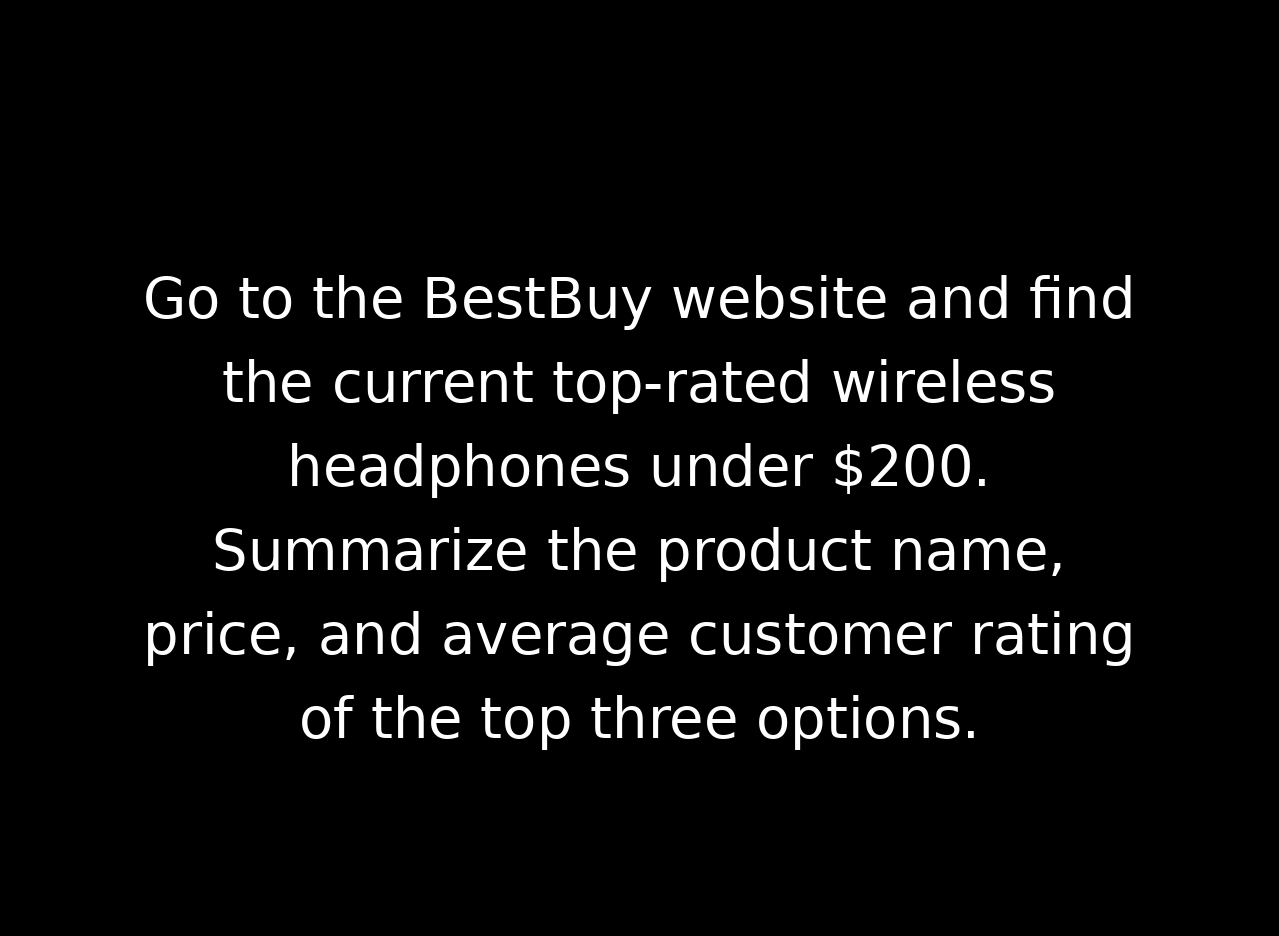 Go to the BestBuy website and find
the current top-rated wireless
headphones under $200.
Summarize the product name,
price, and average customer rating
of the top three options.